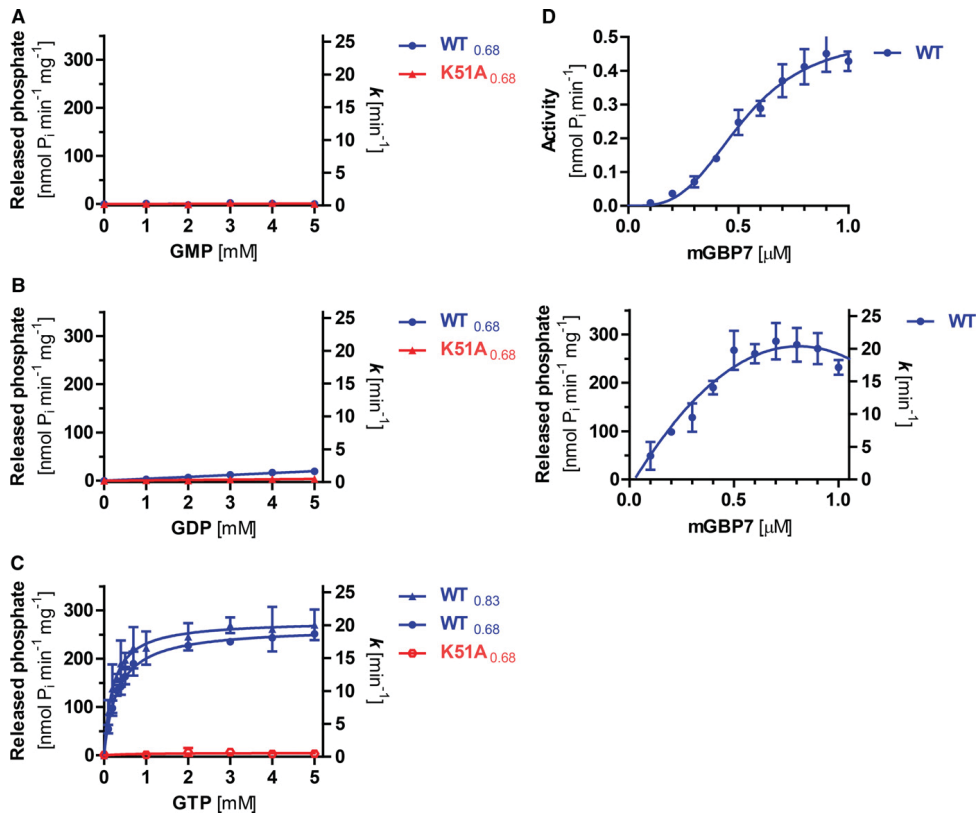 A
Released phosphate
[nmol Pi min-1 mg-1]
300
200
100
0
25
20
15
10
5
0
k [min-1]
0 1 2 3 4 5
GMP [mM]
WT 0.68
K51A 0.68
B
Released phosphate
[nmol Pi min-1 mg-1]
300
200
100
0
25
20
15
10
5
0
k [min-1]
0 1 2 3 4 5
GDP [mM]
WT 0.68
K51A 0.68
C
Released phosphate
[nmol Pi min-1 mg-1]
300
200
100
0
25
20
15
10
5
0
k [min-1]
0 1 2 3 4 5
GTP [mM]
WT 0.83
WT 0.68
K51A 0.68
D
Activity
[nmol Pi min-1]
0.5
0.4
0.3
0.2
0.1
0.0
0.0 0.5 1.0
mGBP7 [μM]
WT
Released phosphate
[nmol Pi min-1 mg-1]
300
200
100
0
25
20
15
10
5
0
k [min-1]
0.0 0.5 1.0
mGBP7 [μM]
WT